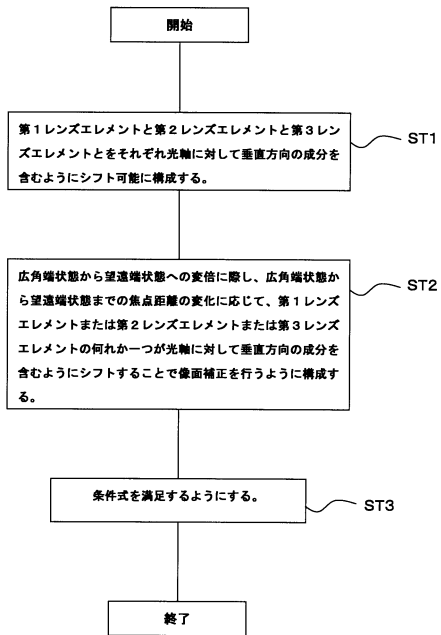 開始
第１レンズエレメントと第２レンズエレメントと第３レン
ズエレメントとをそれぞれ光軸に対して垂直方向の成分を
含むようにシフト可能に構成する。
ST1
広角端状態から望遠端状態への変倍に際し、広角端状態か
ら望遠端状態までの焦点距離の変化に応じて、第１レンズ
エレメントまたは第２レンズエレメントまたは第３レンズ
エレメントの何れか一つが光軸に対して垂直方向の成分を
含むようにシフトすることで像面補正を行うように構成す
る。
ST2
条件式を満足するようにする。
ST3
終了